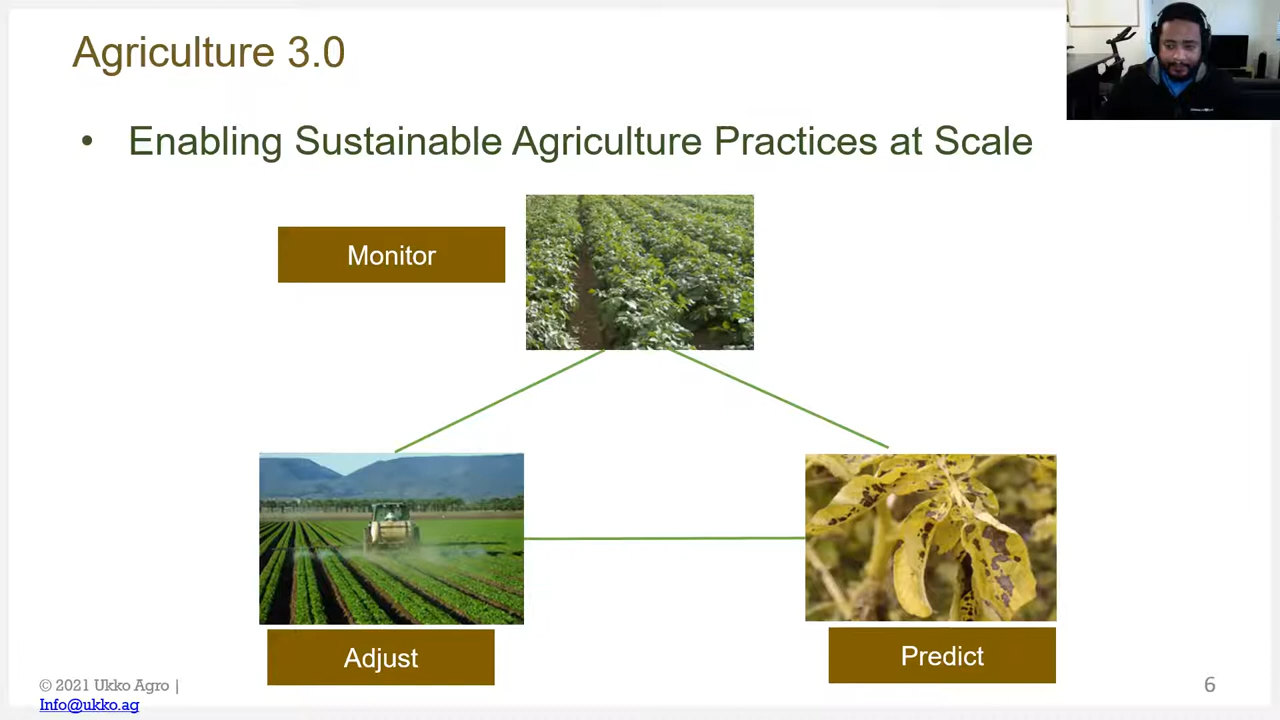 Agriculture 3.0
• Enabling Sustainable Agriculture Practices at Scale
Monitor
Adjust
Predict
© 2021 Ukko Agro |
Info@ukko.ag
6